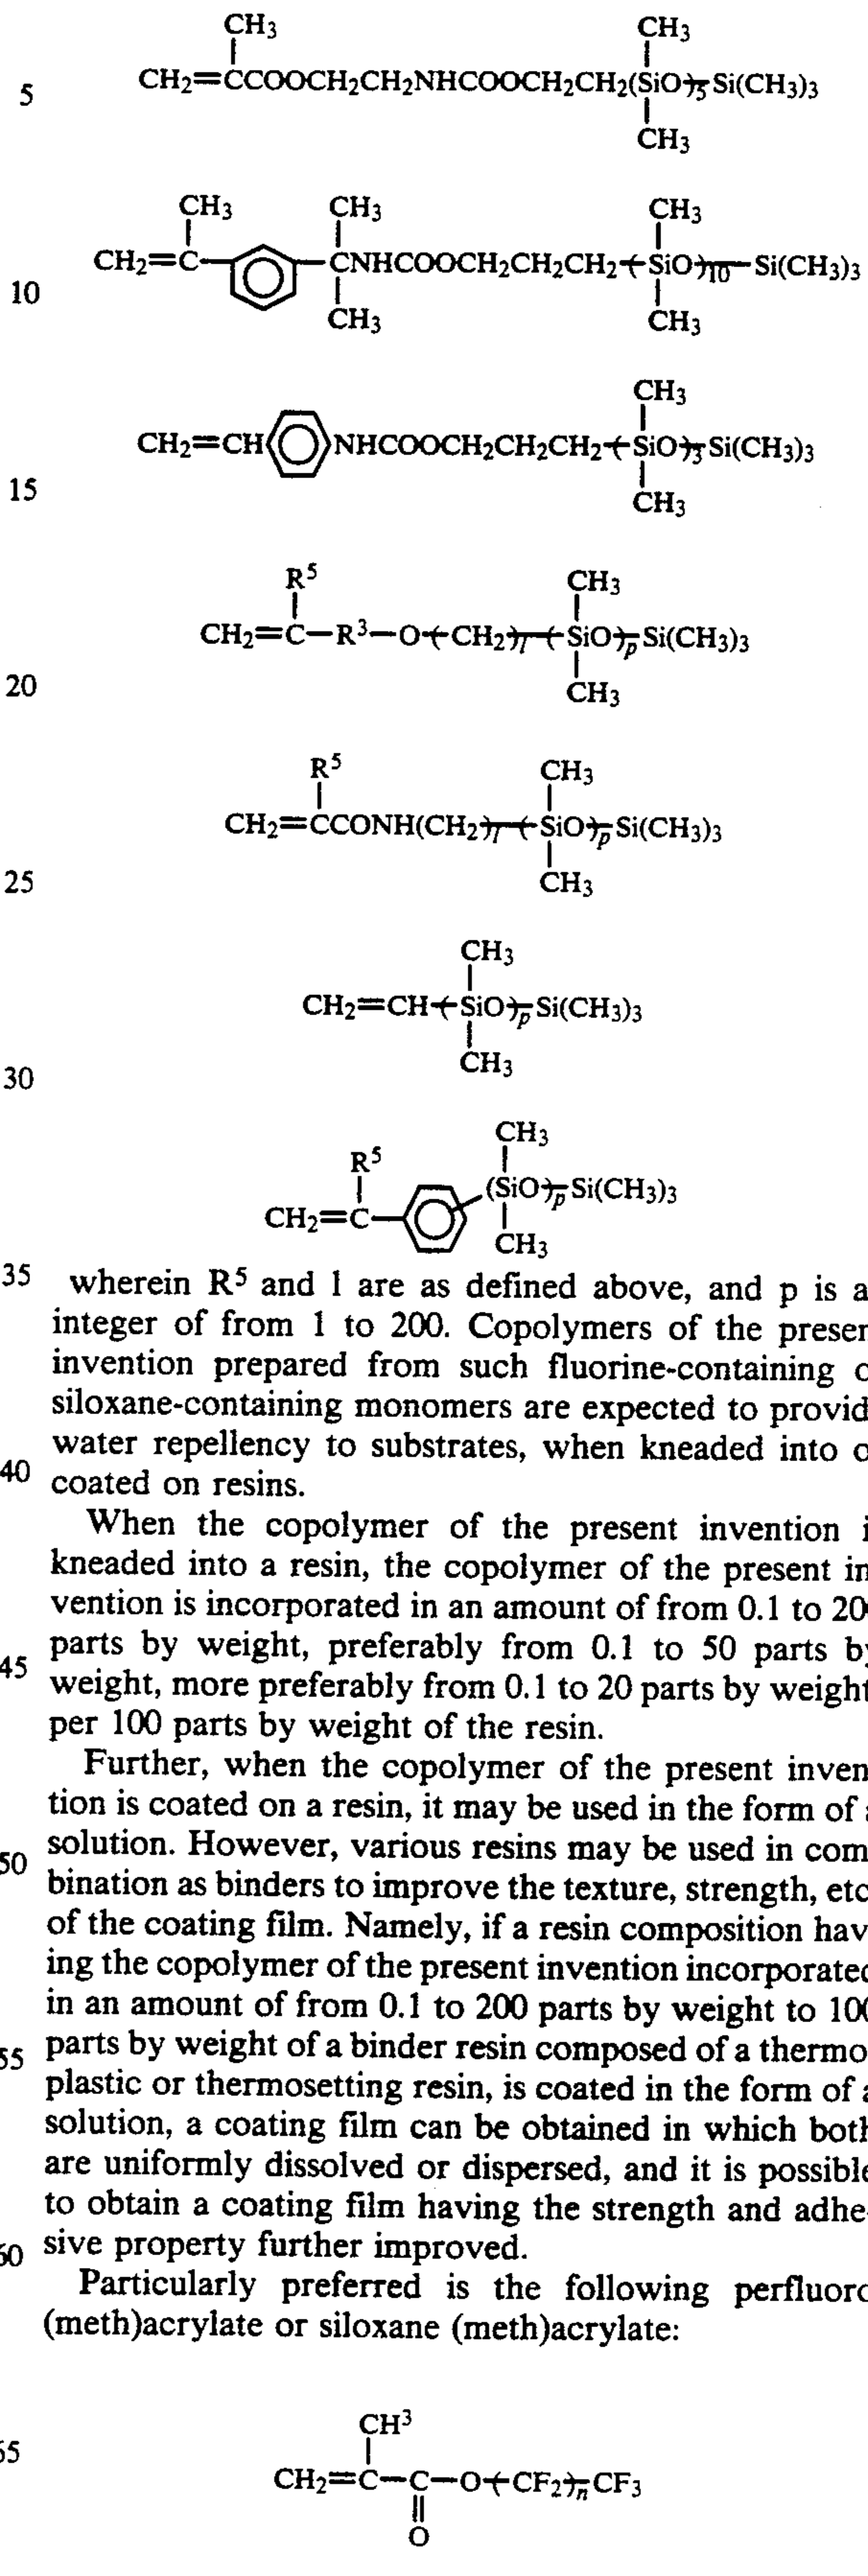 CH3 CH3
5 CH2=CCOOCH2CH2NHCOOCH2CH2(SiO)5Si(CH3)3
CH3
CH3 CH3 CH3
CH2=C CNHCOOCH2CH2CH2(SiO)10Si(CH3)3
10
CH3 CH3
CH3
CH2=CH NHCOOCH2CH2CH2(SiO)3Si(CH3)3
15
CH3
R5 CH3
CH2=C—R3—O(CH2)l(SiO)pSi(CH3)3
20
CH3
R5 CH3
CH2=CCONH(CH2)l(SiO)pSi(CH3)3
25
CH3
CH3
CH2=CH(SiO)pSi(CH3)3
CH3
30
CH3
R5
(SiO)pSi(CH3)3
CH2=C
CH3
35 wherein R5 and l are as defined above, and p is a
integer of from 1 to 200. Copolymers of the presen
invention prepared from such fluorine-containing o
siloxane-containing monomers are expected to provid
water repellency to substrates, when kneaded into o
40 coated on resins.
When the copolymer of the present invention i
kneaded into a resin, the copolymer of the present in
vention is incorporated in an amount of from 0.1 to 20
parts by weight, preferably from 0.1 to 50 parts by
45 weight, more preferably from 0.1 to 20 parts by weight
per 100 parts by weight of the resin.
Further, when the copolymer of the present inven
tion is coated on a resin, it may be used in the form of a
solution. However, various resins may be used in com
50 bination as binders to improve the texture, strength, etc
of the coating film. Namely, if a resin composition hav
ing the copolymer of the present invention incorporated
in an amount of from 0.1 to 200 parts by weight to 100
55 parts by weight of a binder resin composed of a thermo-
plastic or thermosetting resin, is coated in the form of a
solution, a coating film can be obtained in which both
are uniformly dissolved or dispersed, and it is possible
to obtain a coating film having the strength and adhe-
60 sive property further improved.
Particularly preferred is the following perfluoro
(meth)acrylate or siloxane (meth)acrylate:
CH3
65
CH2=C—C—O(CF2)nCF3
O